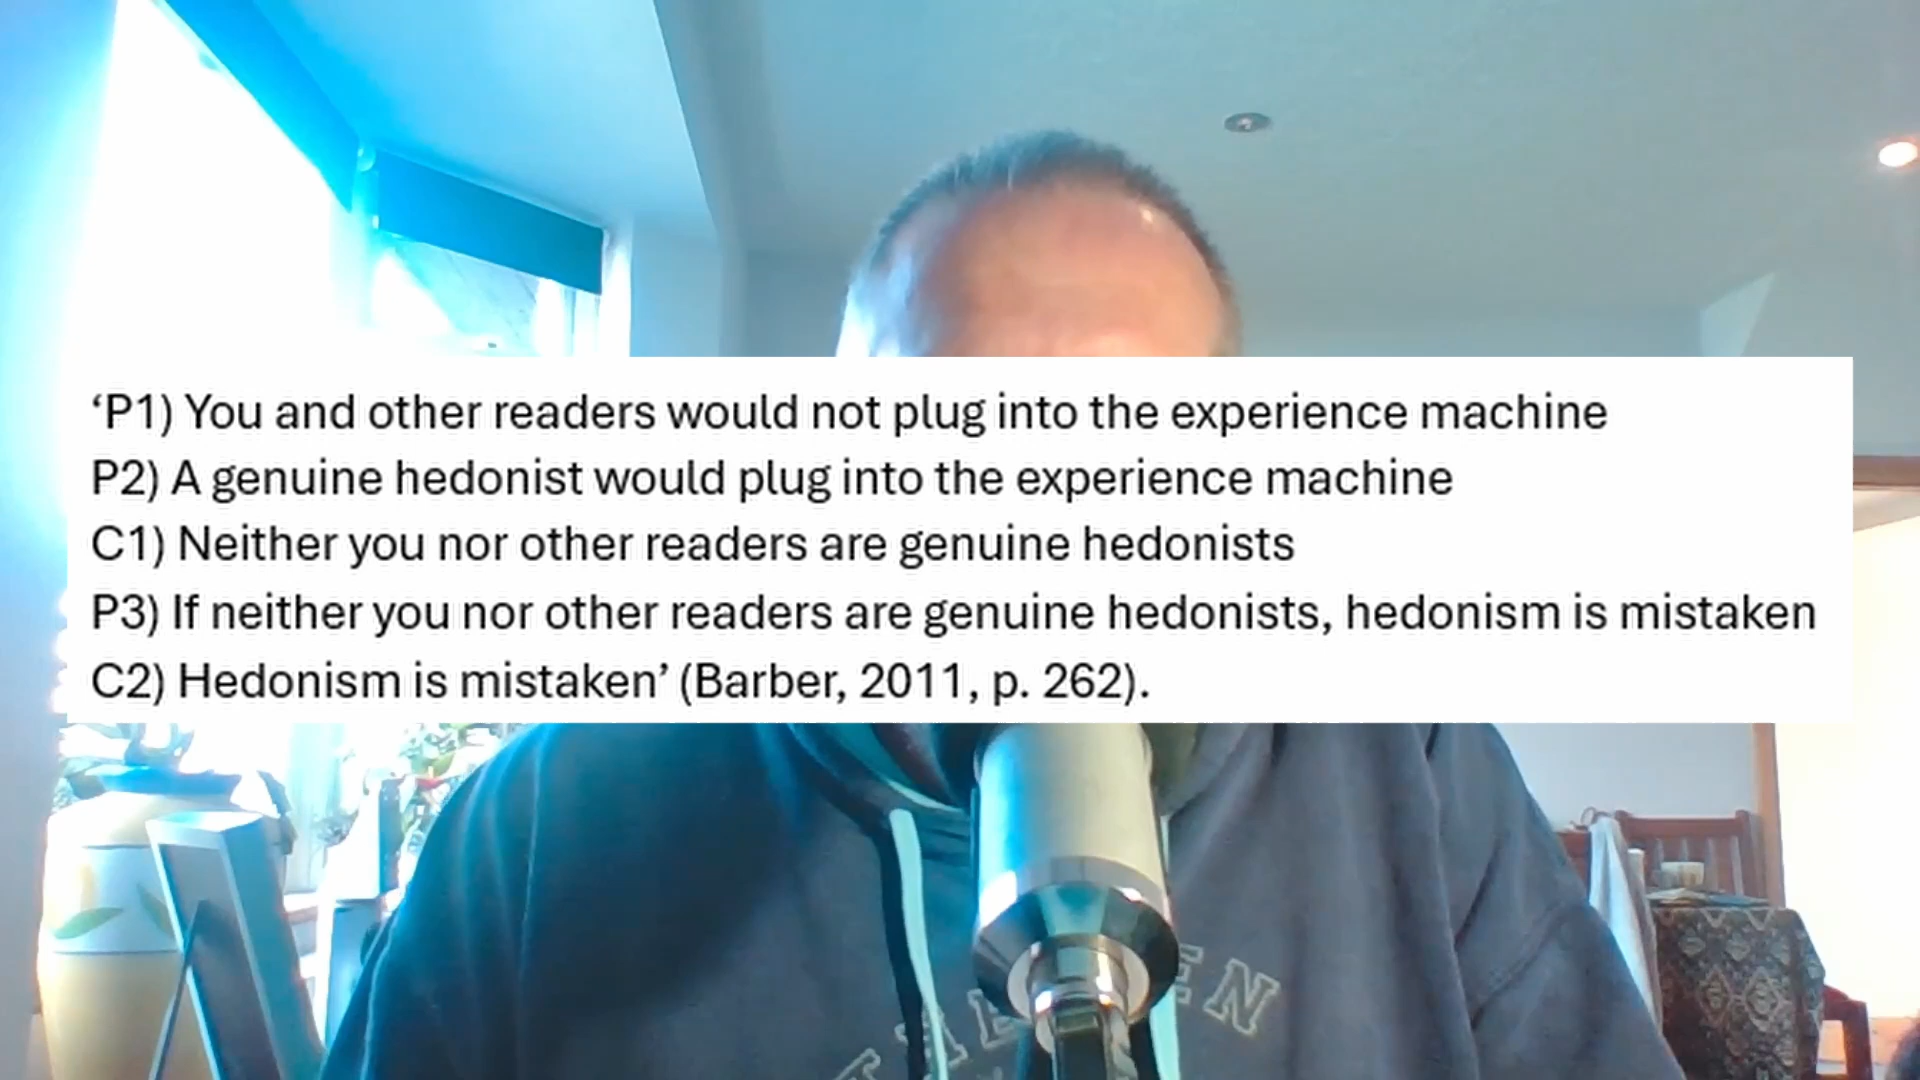 ‘P1) You and other readers would not plug into the experience machine
P2) A genuine hedonist would plug into the experience machine
C1) Neither you nor other readers are genuine hedonists
P3) If neither you nor other readers are genuine hedonists, hedonism is mistaken
C2) Hedonism is mistaken’ (Barber, 2011, p. 262).